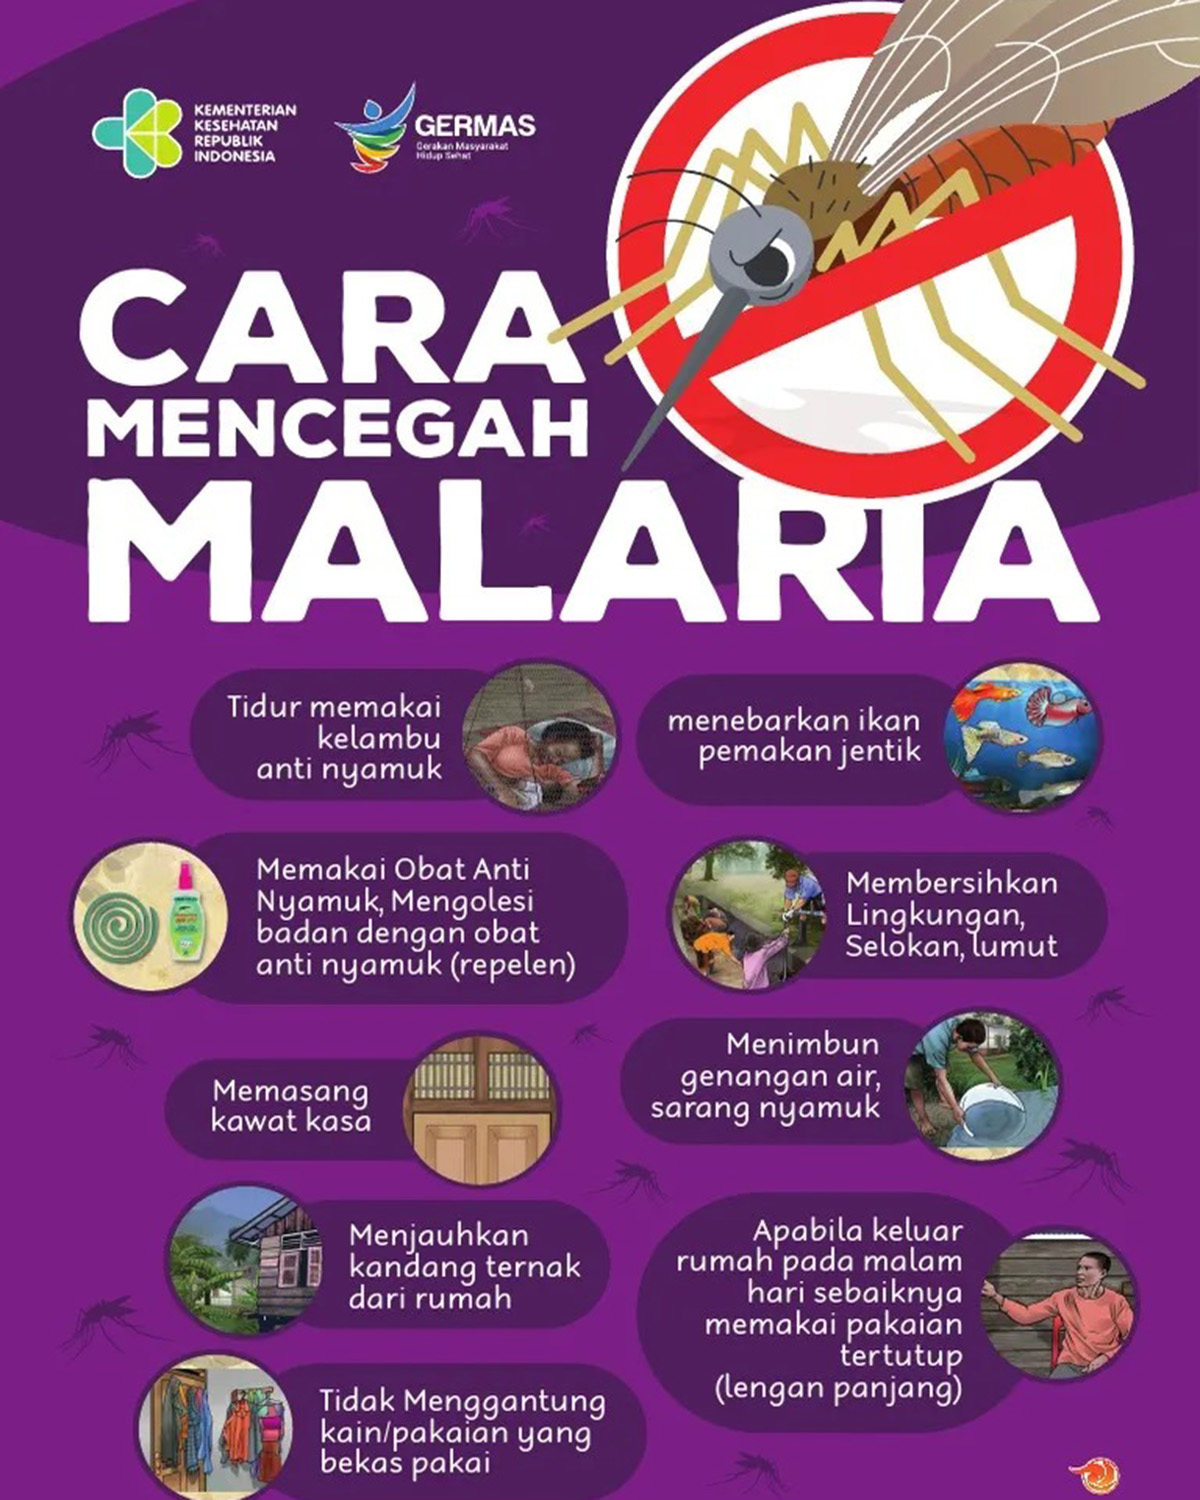 KEMENTERIAN
KESEHATAN
REPUBLIK
INDONESIA
GERMAS
Gerakan Masyarakat
Hidup Sehat
CARA
MENCEGAH
MALARIA
Tidur memakai
kelambu
anti nyamuk
menebarkan ikan
pemakan jentik
Memakai Obat Anti
Nyamuk, Mengolesi
badan dengan obat
anti nyamuk (repelen)
Membersihkan
Lingkungan,
Selokan, lumut
Memasang
kawat kasa
Menimbun
genangan air,
sarang nyamuk
Menjauhkan
kandang ternak
dari rumah
Apabila keluar
rumah pada malam
hari sebaiknya
memakai pakaian
tertutup
(lengan panjang)
Tidak Menggantung
kain/pakaian yang
bekas pakai